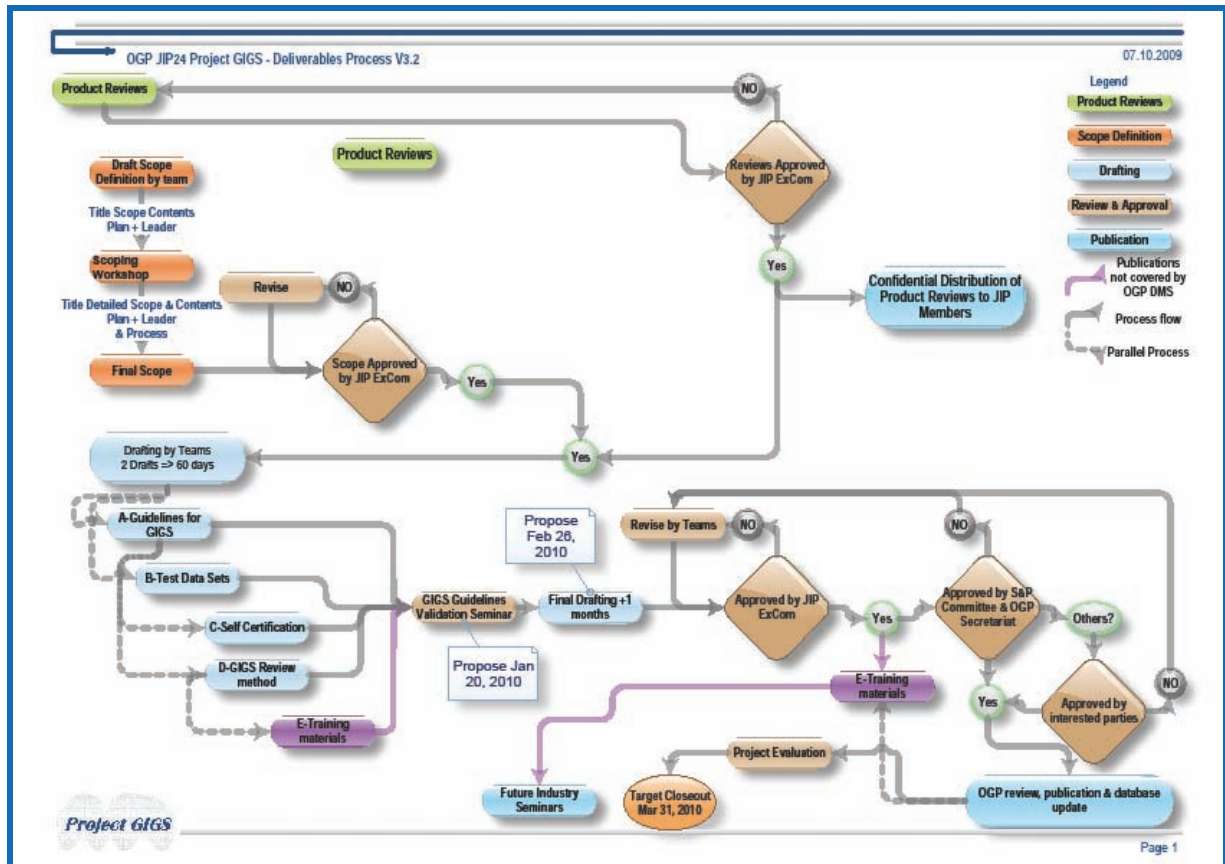 OGP JIP24 Project GIGS - Deliverables Process V3.2
07.10.2009
Legend
Product Reviews
Scope Definition
Drafting
Review & Approval
Publication
Publications
not covered by
OGP DMS
Process flow
Parallel Process
Product Reviews
NO
Product Reviews
Reviews Approved
by JIP ExCom
Yes
Confidential Distribution of
Product Reviews to JIP
Members
Draft Scope
Definition by team
Title Scope Contents
Plan + Leader
Scoping
Workshop
Title Detailed Scope & Contents
Plan + Leader
& Process
Final Scope
Revise
NO
Scope Approved
by JIP ExCom
Yes
Yes
Drafting by Teams
2 Drafts => 60 days
A-Guidelines for
GIGS
B-Test Data Sets
C-Self Certification
D-GIGS Review
method
E-Training
materials
GIGS Guidelines
Validation Seminar
Propose Jan
20, 2010
Propose
Feb 26,
2010
Final Drafting +1
months
Revise by Teams
NO
Approved by JIP
ExCom
Yes
NO
Approved by S&P
Committee & OGP
Secretariat
Others?
NO
Approved by
interested parties
Yes
E-Training
materials
Project Evaluation
Future Industry
Seminars
Target Closeout
Mar 31, 2010
OGP review, publication & database
update
Project GIGS
Page 1